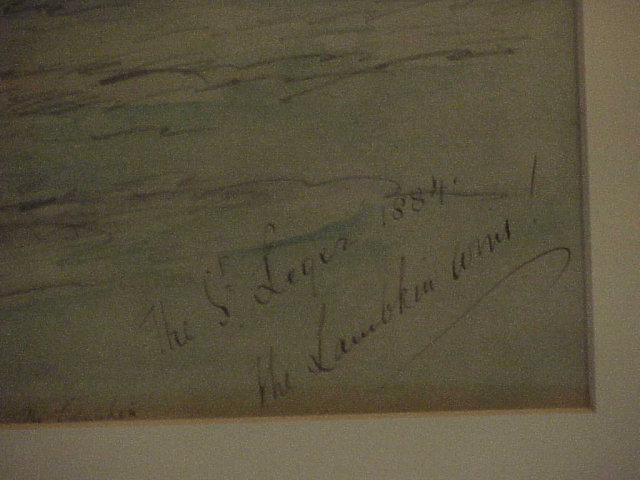 The St Leger 1884.
The Lambkin wins!